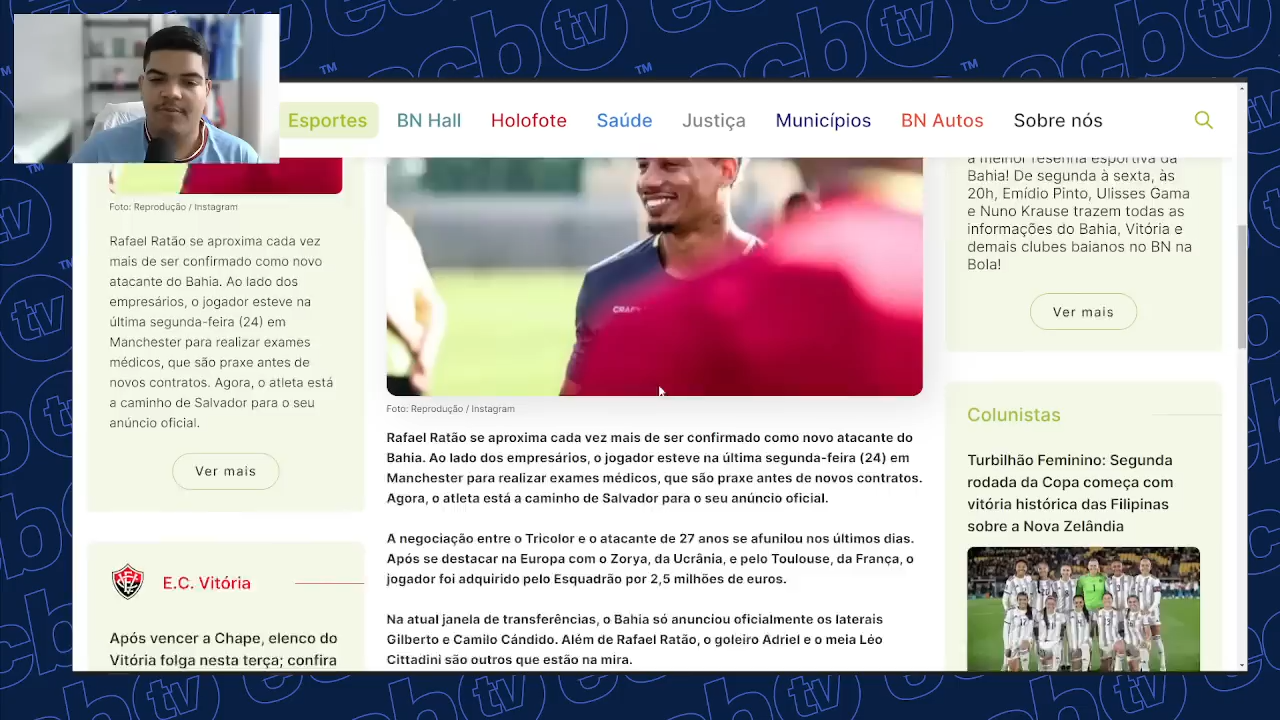 Esportes BN Hall Holofote Saúde Justiça Municípios BN Autos Sobre nós
Foto: Reprodução / Instagram
Rafael Ratão se aproxima cada vez
mais de ser confirmado como novo
atacante do Bahia. Ao lado dos
empresários, o jogador esteve na
última segunda-feira (24) em
Manchester para realizar exames
médicos, que são praxe antes de
novos contratos. Agora, o atleta está
a caminho de Salvador para o seu
anúncio oficial.
Ver mais
E.C. Vitória
Após vencer a Chape, elenco do
Vitória folga nesta terça; confira
CRAFT
Foto: Reprodução / Instagram
Rafael Ratão se aproxima cada vez mais de ser confirmado como novo atacante do
Bahia. Ao lado dos empresários, o jogador esteve na última segunda-feira (24) em
Manchester para realizar exames médicos, que são praxe antes de novos contratos.
Agora, o atleta está a caminho de Salvador para o seu anúncio oficial.
A negociação entre o Tricolor e o atacante de 27 anos se afunilou nos últimos dias.
Após se destacar na Europa com o Zorya, da Ucrânia, e pelo Toulouse, da França, o
jogador foi adquirido pelo Esquadrão por 2,5 milhões de euros.
Na atual janela de transferências, o Bahia só anunciou oficialmente os laterais
Gilberto e Camilo Cándido. Além de Rafael Ratão, o goleiro Adriel e o meia Léo
Cittadini são outros que estão na mira.
a melhor resenha esportiva da
Bahia! De segunda à sexta, às
20h, Emídio Pinto, Ulisses Gama
e Nuno Krause trazem todas as
informações do Bahia, Vitória e
demais clubes baianos no BN na
Bola!
Ver mais
Colunistas
Turbilhão Feminino: Segunda
rodada da Copa começa com
vitória histórica das Filipinas
sobre a Nova Zelândia
ecb tv
TM